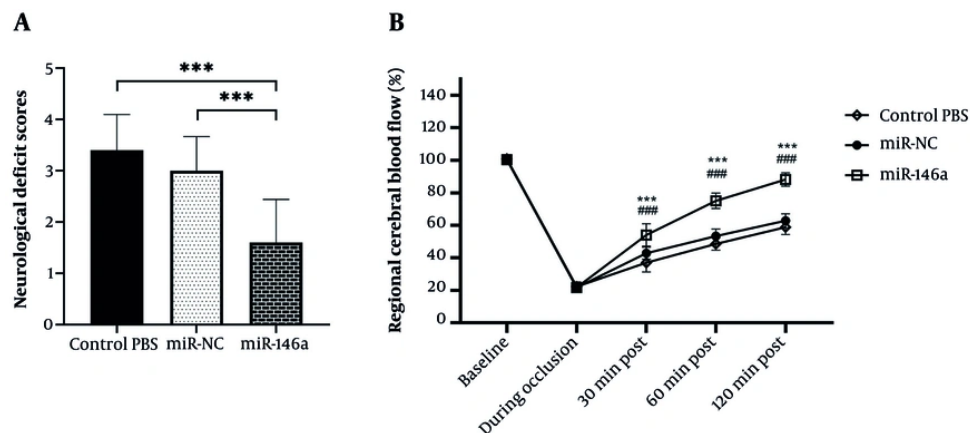 A
Neurological deficit scores
5
4
3
2
1
0
***
***
Control PBS
miR-NC
miR-146a
B
Regional cerebral blood flow (%)
140
120
100
80
60
40
20
0
***
###
***
###
***
###
Baseline
During occlusion
30 min post
60 min post
120 min post
Control PBS
miR-NC
miR-146a